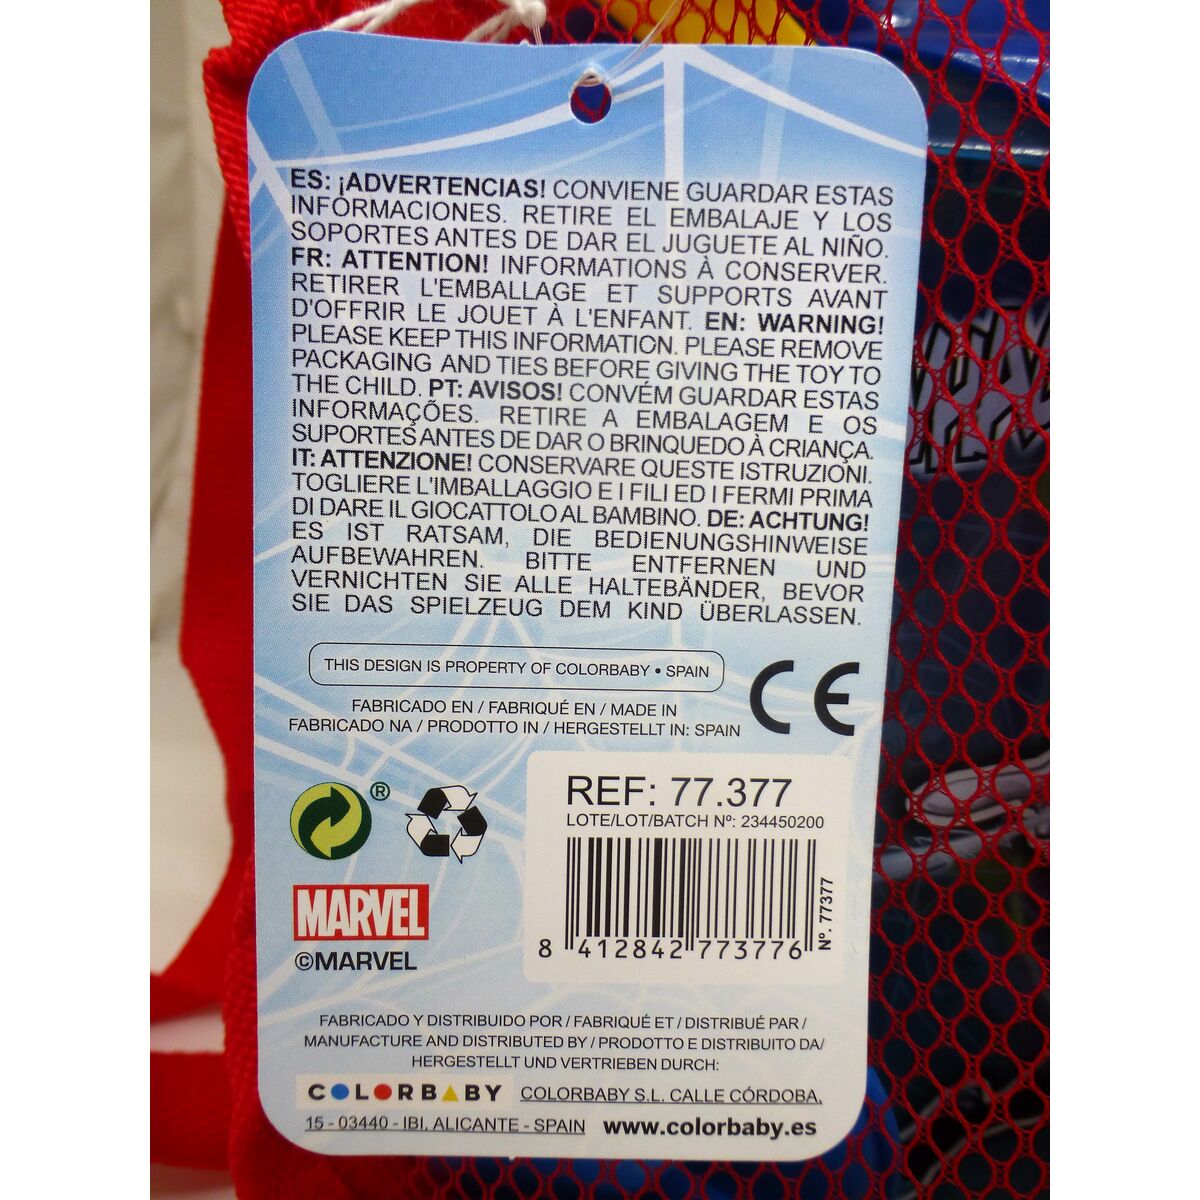 ES: ¡ADVERTENCIAS! CONVIENE GUARDAR ESTAS
INFORMACIONES. RETIRE EL EMBALAJE Y LOS
SOPORTES ANTES DE DAR EL JUGUETE AL NIÑO.
FR: ATTENTION! INFORMATIONS À CONSERVER.
RETIRER L'EMBALLAGE ET SUPPORTS AVANT
D'OFFRIR LE JOUET À L'ENFANT. EN: WARNING!
PLEASE KEEP THIS INFORMATION. PLEASE REMOVE
PACKAGING AND TIES BEFORE GIVING THE TOY TO
THE CHILD. PT: AVISOS! CONVÉM GUARDAR ESTAS
INFORMAÇÕES. RETIRE A EMBALAGEM E OS
SUPORTES ANTES DE DAR O BRINQUEDO À CRIANÇA.
IT: ATTENZIONE! CONSERVARE QUESTE ISTRUZIONI.
TOGLIERE L'IMBALLAGGIO E I FILI ED I FERMI PRIMA
DI DARE IL GIOCATTOLO AL BAMBINO. DE: ACHTUNG!
ES IST RATSAM, DIE BEDIENUNGSHINWEISE
AUFBEWAHREN. BITTE ENTFERNEN UND
VERNICHTEN SIE ALLE HALTEBÄNDER, BEVOR
SIE DAS SPIELZEUG DEM KIND ÜBERLASSEN.
THIS DESIGN IS PROPERTY OF COLORBABY • SPAIN
CE
FABRICADO EN / FABRIQUÉ EN / MADE IN
FABRICADO NA / PRODOTTO IN / HERGESTELLT IN: SPAIN
®
REF: 77.377
LOTE/LOT/BATCH Nº: 234450200
Nº. 77377
8 412842 773776
MARVEL
©MARVEL
FABRICADO Y DISTRIBUIDO POR / FABRIQUÉ ET / DISTRIBUÉ PAR /
MANUFACTURE AND DISTRIBUTED BY / PRODOTTO E DISTRIBUITO DA/
HERGESTELLT UND VERTRIEBEN DURCH:
COLORBABY COLORBABY S.L. CALLE CÓRDOBA,
15 - 03440 - IBI, ALICANTE - SPAIN www.colorbaby.es